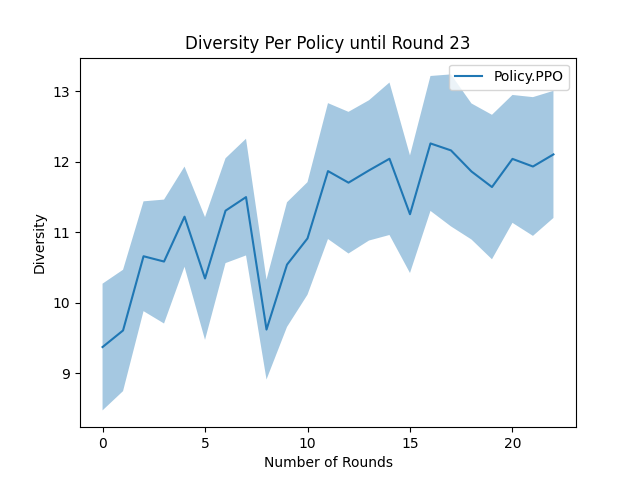 Diversity Per Policy until Round 23
Policy.PPO
13
12
11
10
9
Diversity
0 5 10 15 20
Number of Rounds